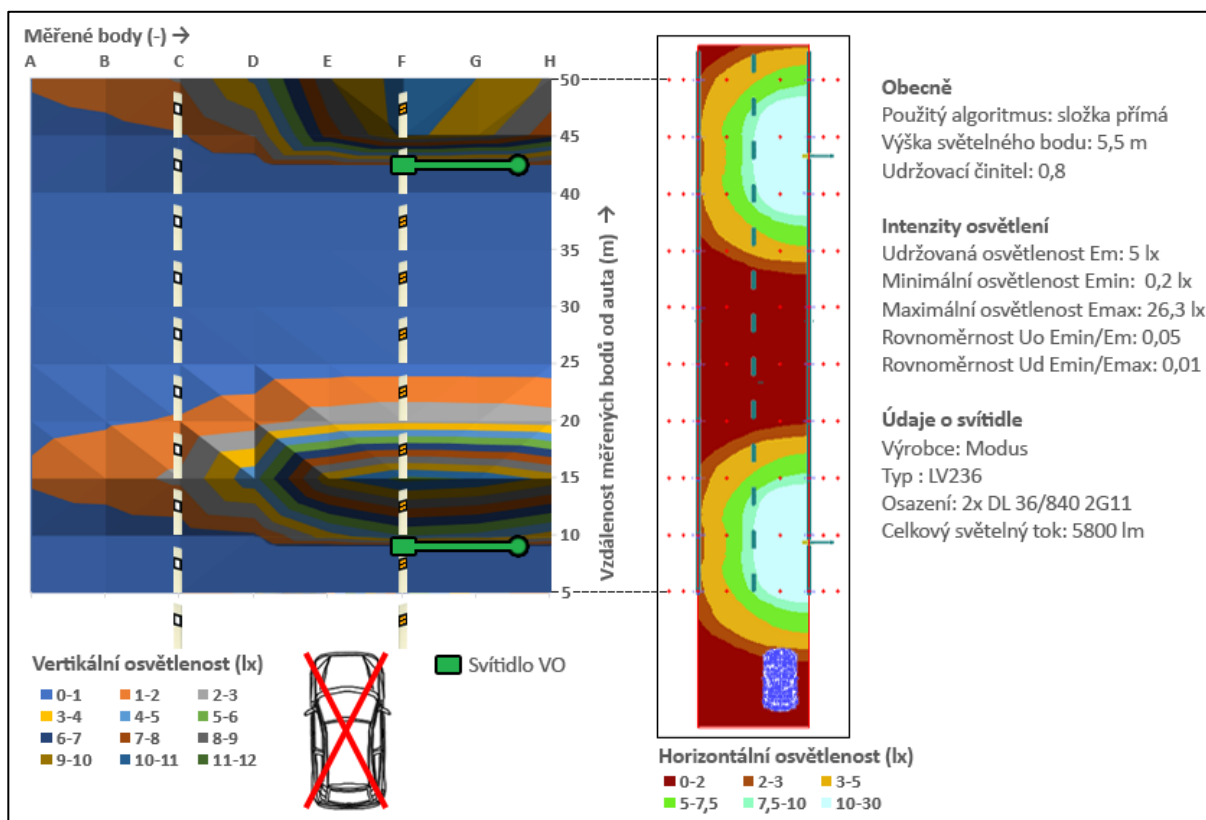 Měřené body (-) →
A B C D E F G H
50
45
40
35
30
25
20
15
10
5
Vzdálenost měřených bodů od auta (m) →
Vertikální osvětlenost (lx)
0-1 1-2 2-3
3-4 4-5 5-6
6-7 7-8 8-9
9-10 10-11 11-12
Svítidlo VO
Horizontální osvětlenost (lx)
0-2 2-3 3-5
5-7,5 7,5-10 10-30
Obecně
Použitý algoritmus: složka přímá
Výška světelného bodu: 5,5 m
Udržovací činitel: 0,8
Intenzity osvětlení
Udržovaná osvětlenost Em: 5 lx
Minimální osvětlenost Emin: 0,2 lx
Maximální osvětlenost Emax: 26,3 lx
Rovnoměrnost Uo Emin/Em: 0,05
Rovnoměrnost Ud Emin/Emax: 0,01
Údaje o svítidle
Výrobce: Modus
Typ : LV236
Osazení: 2x DL 36/840 2G11
Celkový světelný tok: 5800 lm